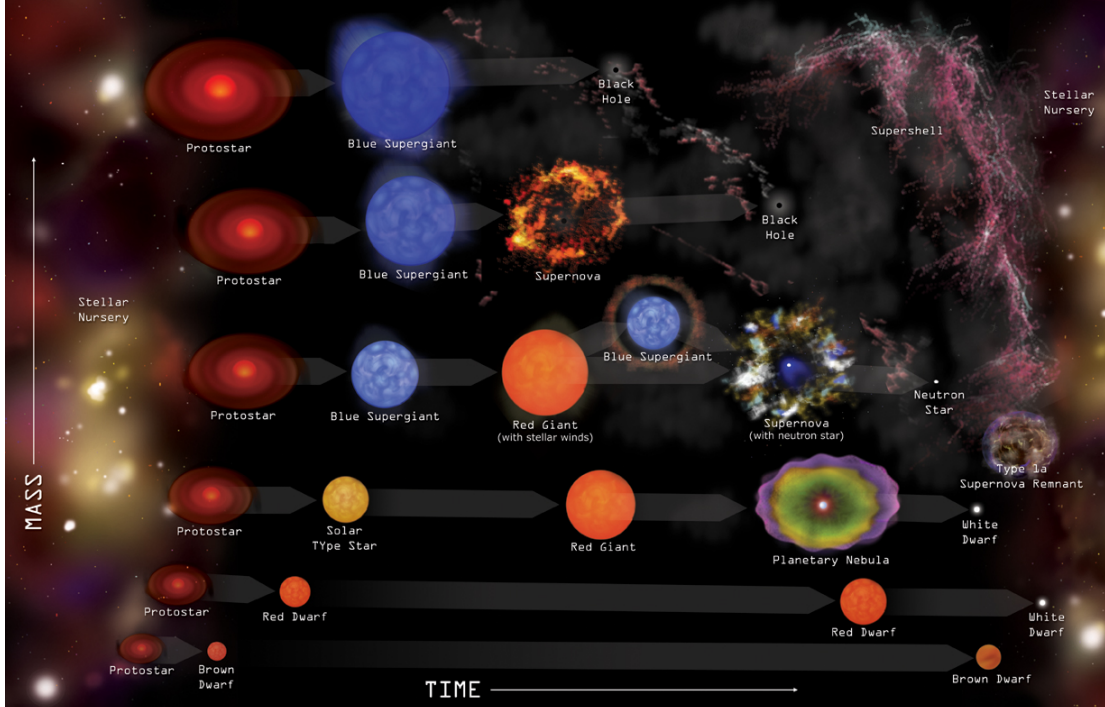 Protostar
Blue Supergiant
Black
Hole
Supershell
Stellar
Nursery
Protostar
Blue Supergiant
Supernova
Black
Hole
Stellar
Nursery
Protostar
Blue Supergiant
Red Giant
(with stellar winds)
Blue Supergiant
Supernova
(with neutron star)
Neutron
Star
Type 1a
Supernova Remnant
MASS
Protostar
Solar
TYpe Star
Red Giant
Planetary Nebula
White
Dwarf
Protostar
Red Dwarf
Red Dwarf
White
Dwarf
Protostar
Brown
Dwarf
Brown Dwarf
TIME